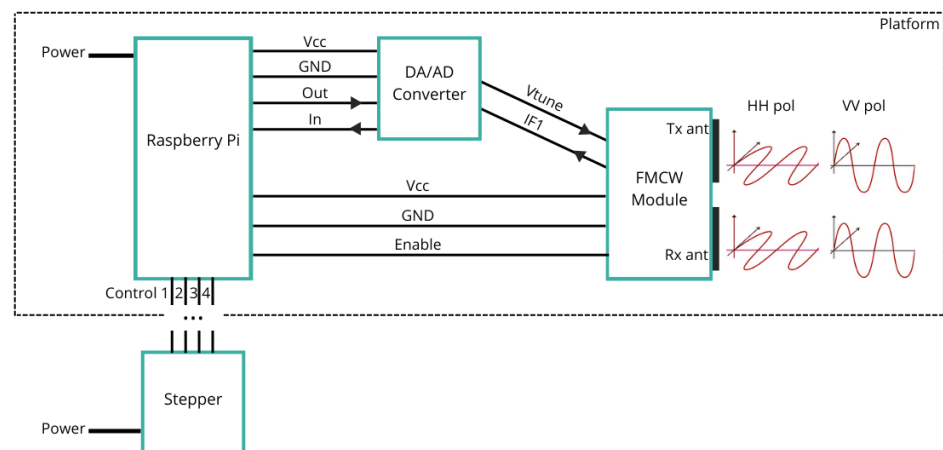 Platform
Power
Vcc
GND
Out
In
Raspberry Pi
DA/AD
Converter
Vtune
IF1
HH pol
VV pol
Tx ant
FMCW
Module
Rx ant
Vcc
GND
Enable
Control 1 2 3 4
...
Stepper
Power